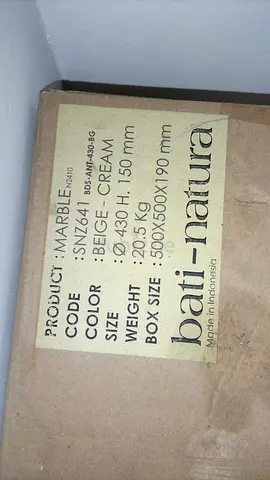 PRODUCT : MARBLE N2410
CODE : SNZ641 BDS-ANT-430-BG
COLOR : BEIGE - CREAM
SIZE : Ø 430 H. 150 mm
WEIGHT : 20.5 Kg
BOX SIZE : 500X500X190 mm
bati-natura
Made in Indonesia